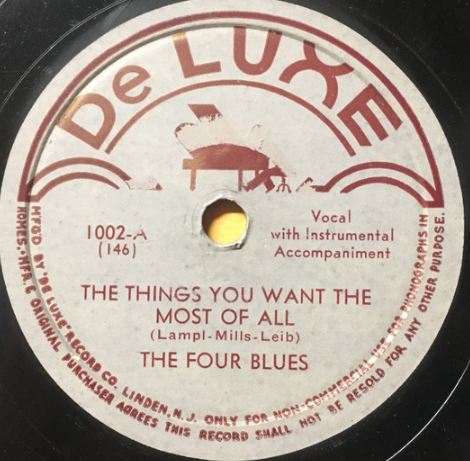 De LUXE
1002-A
(146)
Vocal
with Instrumental
Accompaniment
THE THINGS YOU WANT THE
MOST OF ALL
(Lampl-Mills-Leib)
THE FOUR BLUES
MF'G'D BY "DE LUXE" RECORD CO. LINDEN, N.J. ONLY FOR NON-COMMERCIAL USE FOR PHONOGRAPHS IN
HOMES. MFR. & ORIGINAL PURCHASER AGREES THIS RECORD SHALL NOT BE RESOLD FOR ANY OTHER PURPOSE.